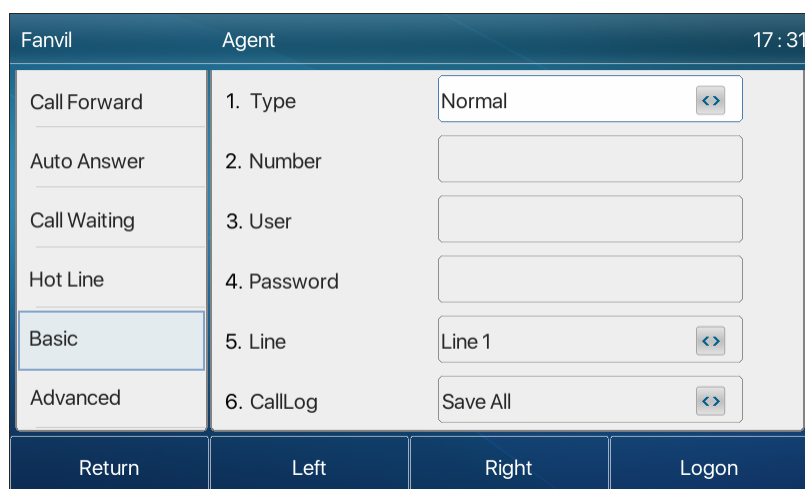 Fanvil Agent 17:31
Call Forward
Auto Answer
Call Waiting
Hot Line
Basic
Advanced
1. Type Normal
2. Number
3. User
4. Password
5. Line Line 1
6. CallLog Save All
Return Left Right Logon